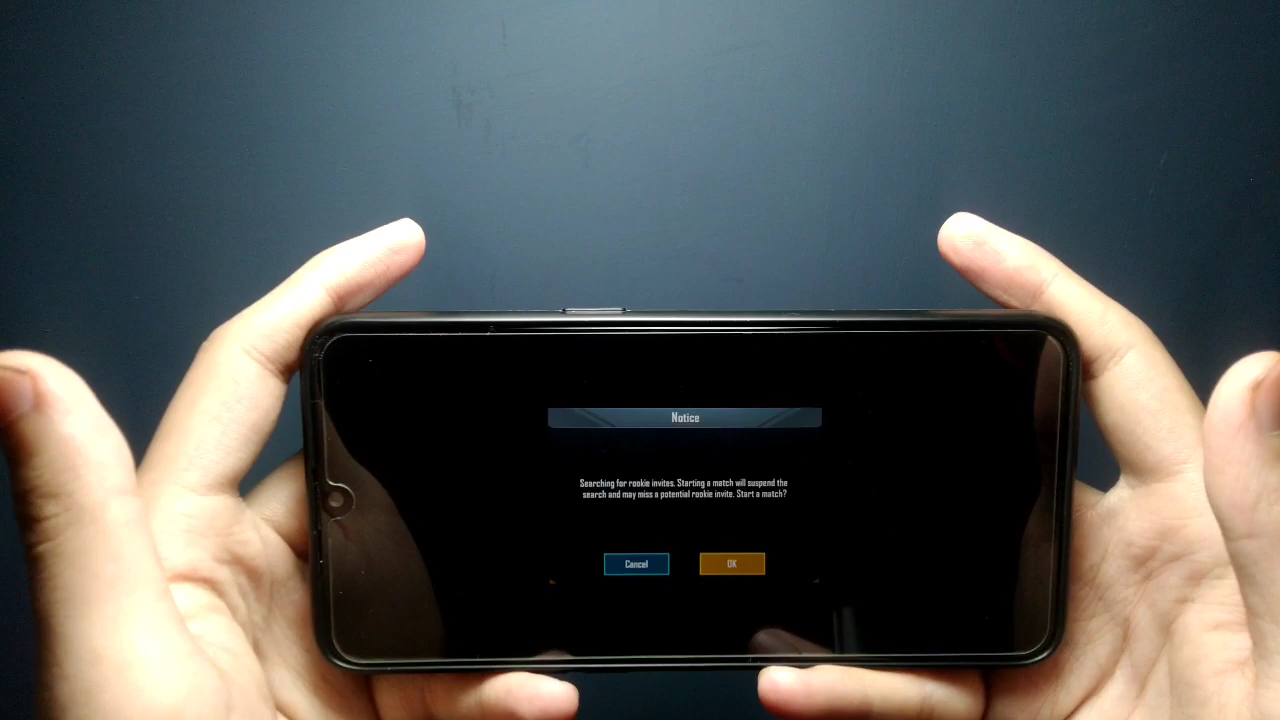 Notice
Searching for rookie invites. Starting a match will suspend the
search and may miss a potential rookie invite. Start a match?
Cancel
OK